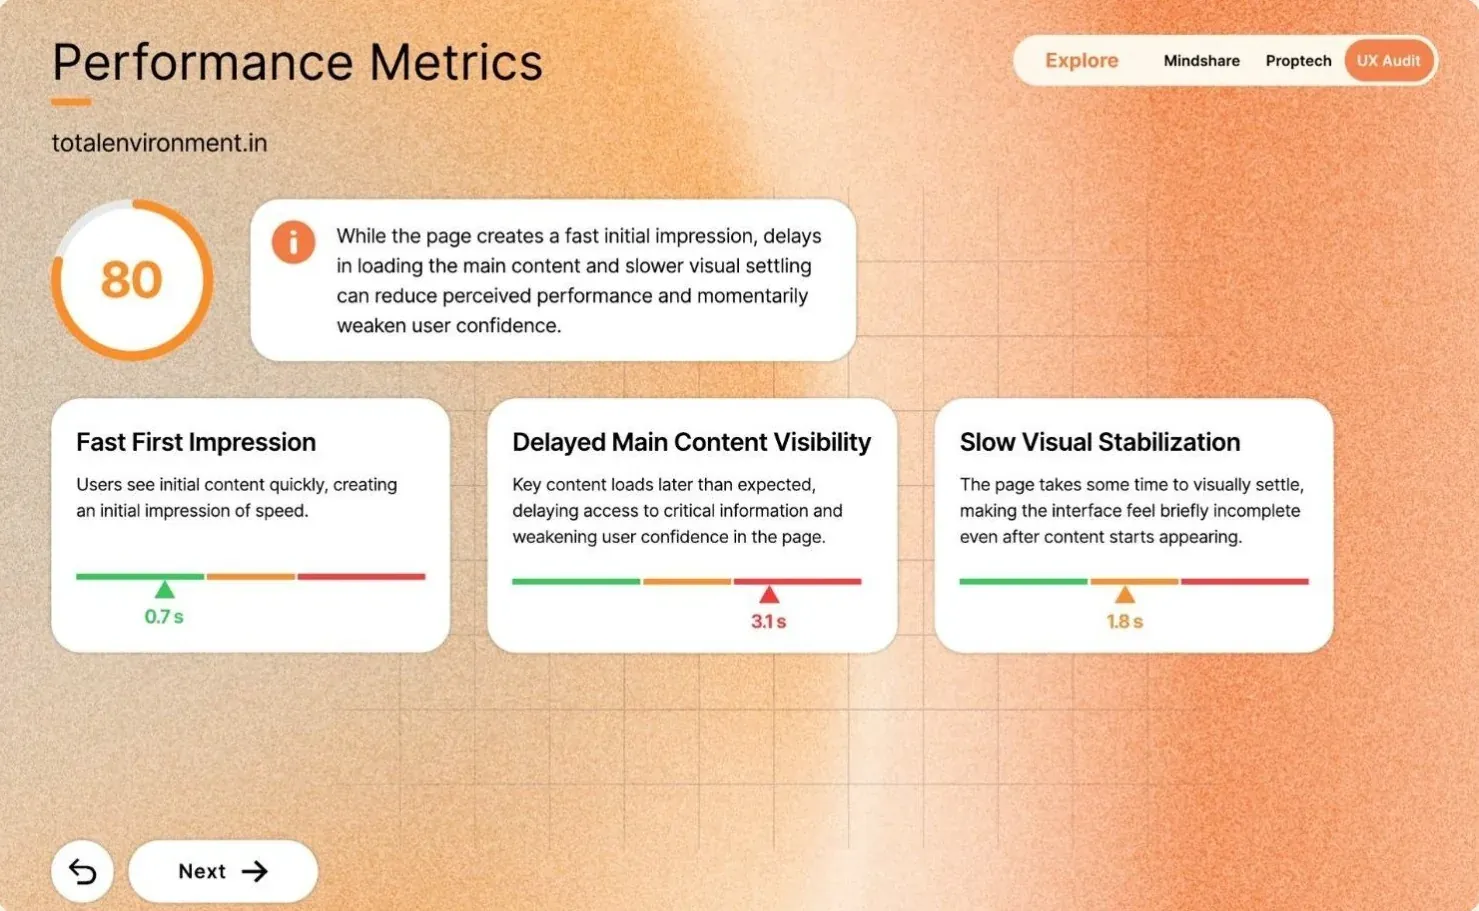 Performance Metrics
Explore Mindshare Proptech UX Audit
totalenvironment.in
80
While the page creates a fast initial impression, delays
in loading the main content and slower visual settling
can reduce perceived performance and momentarily
weaken user confidence.
Fast First Impression
Users see initial content quickly, creating
an initial impression of speed.
0.7 s
Delayed Main Content Visibility
Key content loads later than expected,
delaying access to critical information and
weakening user confidence in the page.
3.1 s
Slow Visual Stabilization
The page takes some time to visually settle,
making the interface feel briefly incomplete
even after content starts appearing.
1.8 s
Next